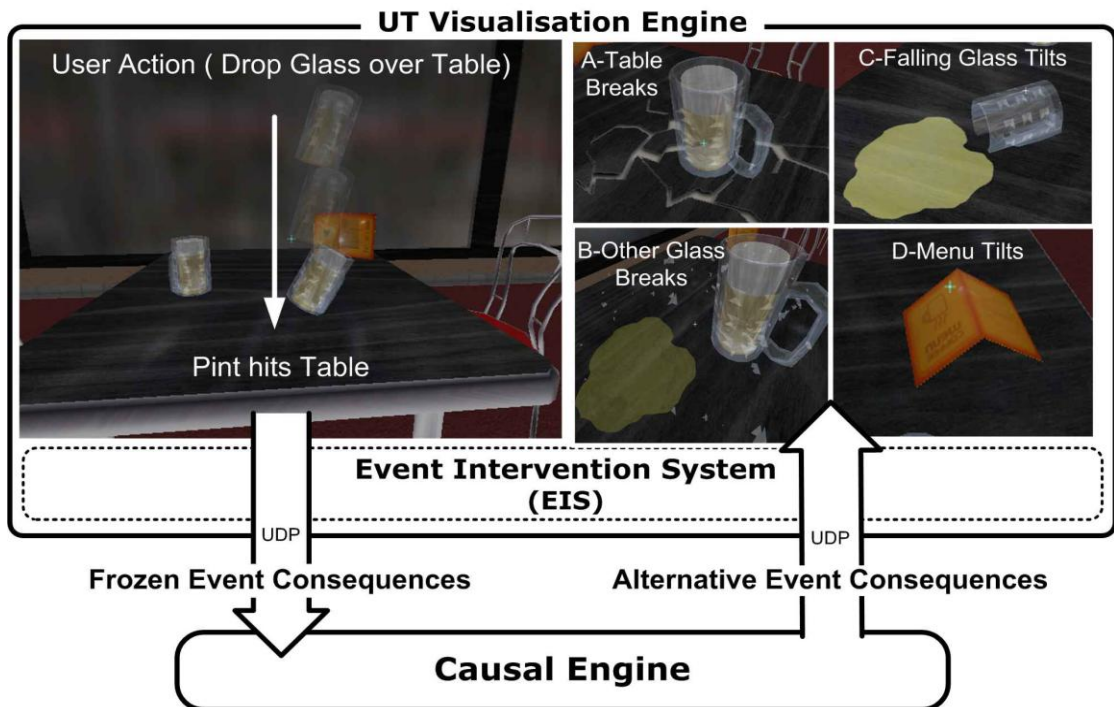 UT Visualisation Engine
User Action ( Drop Glass over Table)
Pint hits Table
A-Table
Breaks
C-Falling Glass Tilts
B-Other Glass
Breaks
D-Menu Tilts
Event Intervention System
(EIS)
UDP
UDP
Frozen Event Consequences
Alternative Event Consequences
Causal Engine